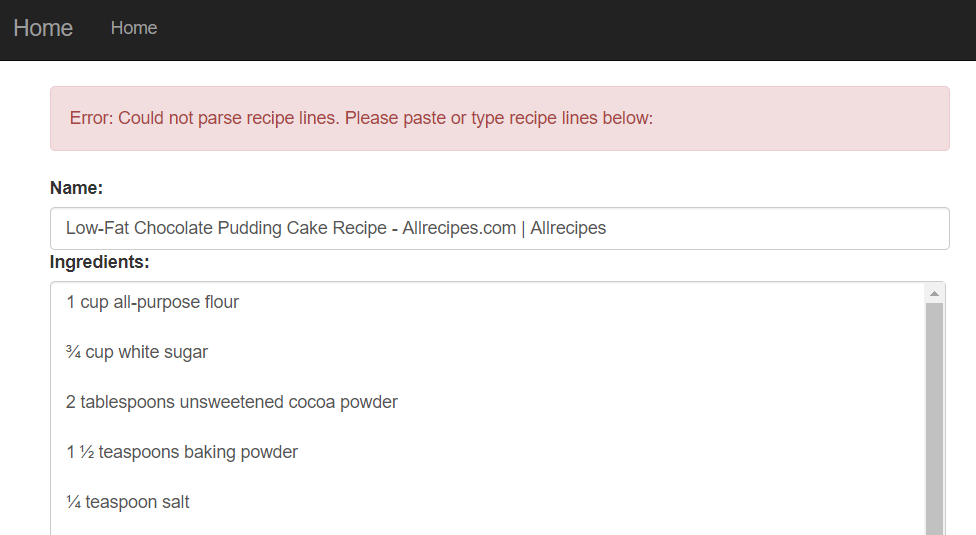 Home Home
Error: Could not parse recipe lines. Please paste or type recipe lines below:
Name:
Low-Fat Chocolate Pudding Cake Recipe - Allrecipes.com | Allrecipes
Ingredients:
1 cup all-purpose flour
¾ cup white sugar
2 tablespoons unsweetened cocoa powder
1 ½ teaspoons baking powder
¼ teaspoon salt